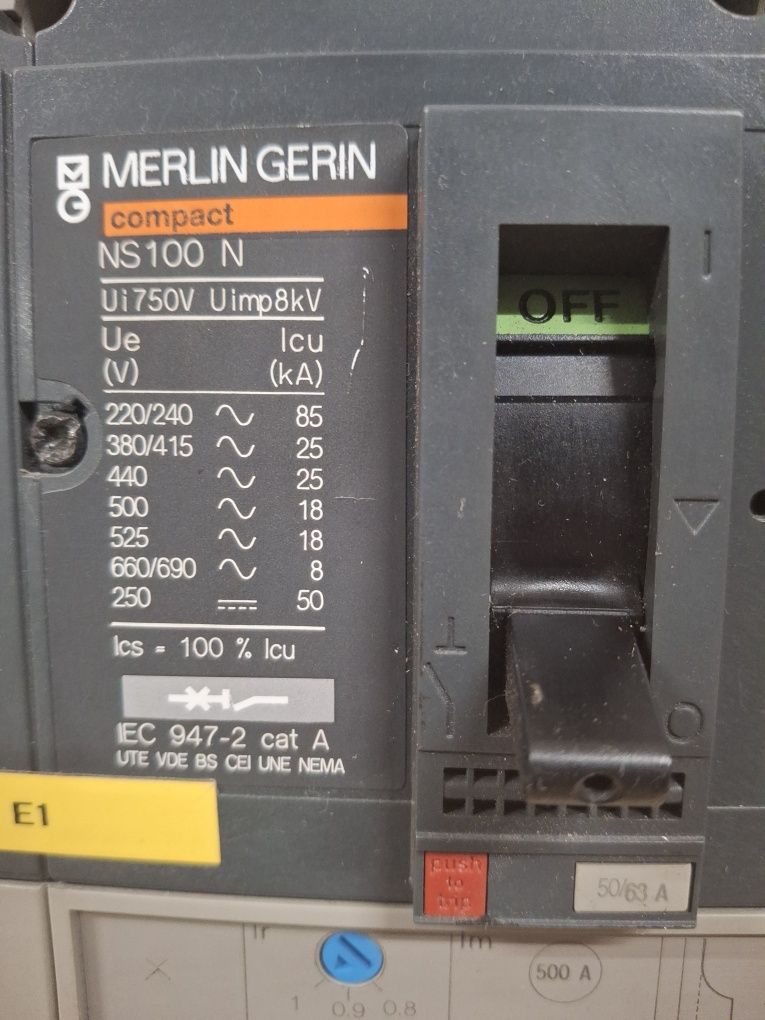 MERLIN GERIN
compact
NS100 N
Ui750V Uimp8kV
Ue Icu
(V) (kA)
220/240 85
380/415 25
440 25
500 18
525 18
660/690 8
250 50
Ics = 100 % Icu
IEC 947-2 cat A
UTE VDE BS CEI UNE NEMA
E1
I
OFF
O
push
to
trip
50/63 A
Ir
1 0.9 0.8
Im
500 A